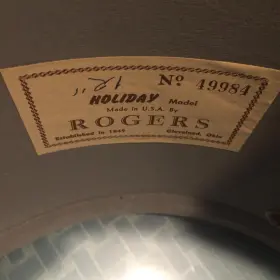 12" Nº 49984
HOLIDAY Model
Made in U.S.A. By
ROGERS
Established in 1849 Cleveland, Ohio